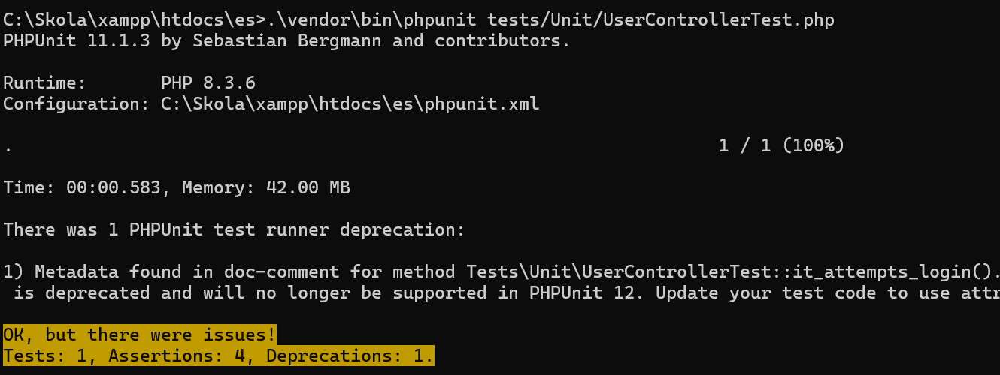 C:\Skola\xampp\htdocs\es>.\vendor\bin\phpunit tests/Unit/UserControllerTest.php
PHPUnit 11.1.3 by Sebastian Bergmann and contributors.
Runtime:       PHP 8.3.6
Configuration: C:\Skola\xampp\htdocs\es\phpunit.xml
.                                                                   1 / 1 (100%)
Time: 00:00.583, Memory: 42.00 MB
There was 1 PHPUnit test runner deprecation:
1) Metadata found in doc-comment for method Tests\Unit\UserControllerTest::it_attempts_login().
 is deprecated and will no longer be supported in PHPUnit 12. Update your test code to use attr
OK, but there were issues!
Tests: 1, Assertions: 4, Deprecations: 1.